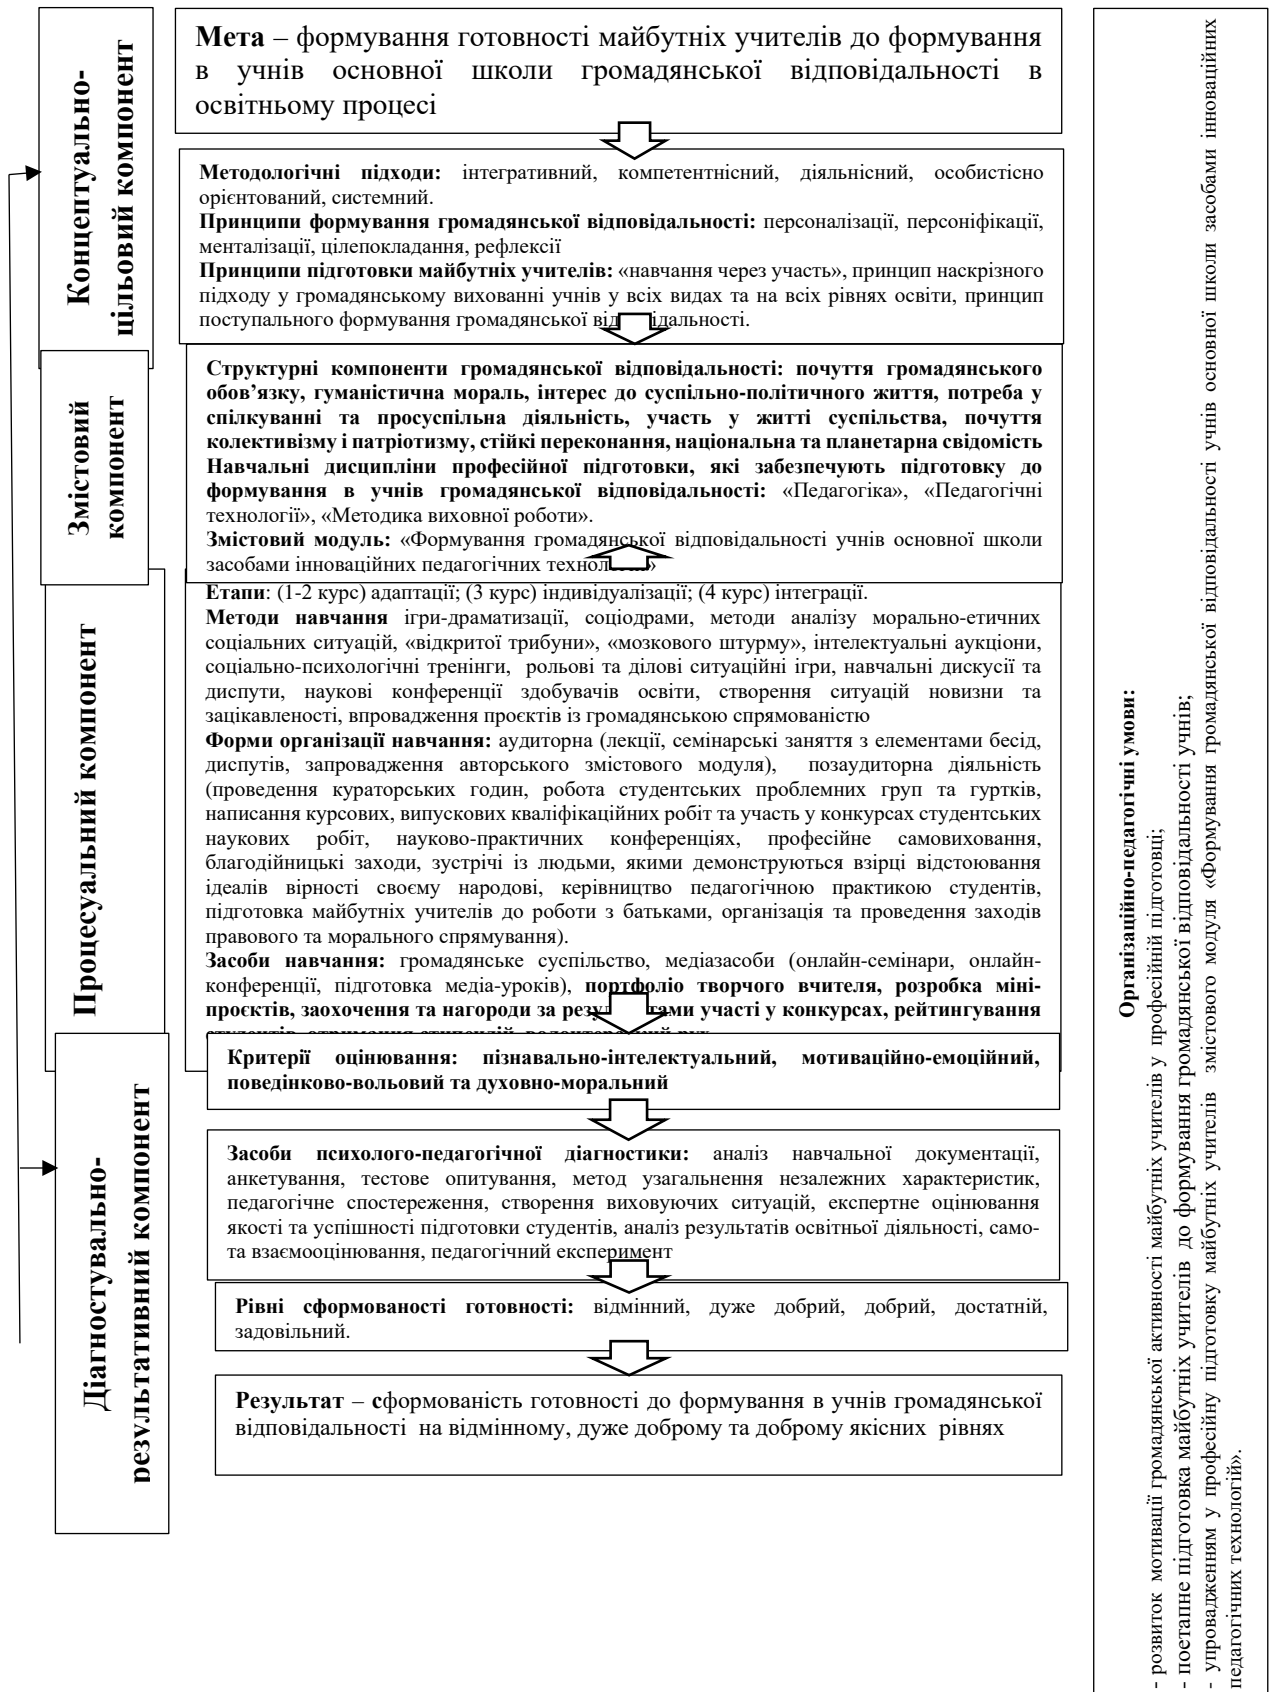 Концептуально-
цільовий компонент
Мета – формування готовності майбутніх учителів до формування
в учнів основної школи громадянської відповідальності в
освітньому процесі
Методологічні підходи: інтегративний, компетентнісний, діяльнісний, особистісно
орієнтований, системний.
Принципи формування громадянської відповідальності: персоналізації, персоніфікації,
менталізації, цілепокладання, рефлексії
Принципи підготовки майбутніх учителів: «навчання через участь», принцип наскрізного
підходу у громадянському вихованні учнів у всіх видах та на всіх рівнях освіти, принцип
поступального формування громадянської відповідальності.
Змістовий
компонент
Структурні компоненти громадянської відповідальності: почуття громадянського
обов’язку, гуманістична мораль, інтерес до суспільно-політичного життя, потреба у
спілкуванні та просуспільна діяльність, участь у житті суспільства, почуття
колективізму і патріотизму, стійкі переконання, національна та планетарна свідомість
Навчальні дисципліни професійної підготовки, які забезпечують підготовку до
формування в учнів громадянської відповідальності: «Педагогіка», «Педагогічні
технології», «Методика виховної роботи».
Змістовий модуль: «Формування громадянської відповідальності учнів основної школи
засобами інноваційних педагогічних технологій»
Процесуальний компонент
Етапи: (1-2 курс) адаптації; (3 курс) індивідуалізації; (4 курс) інтеграції.
Методи навчання ігри-драматизації, соціодрами, методи аналізу морально-етичних
соціальних ситуацій, «відкритої трибуни», «мозкового штурму», інтелектуальні аукціони,
соціально-психологічні тренінги, рольові та ділові ситуаційні ігри, навчальні дискусії та
диспути, наукові конференції здобувачів освіти, створення ситуацій новизни та
зацікавленості, впровадження проєктів із громадянською спрямованістю
Форми організації навчання: аудиторна (лекції, семінарські заняття з елементами бесід,
диспутів, запровадження авторського змістового модуля), позаудиторна діяльність
(проведення кураторських годин, робота студентських проблемних груп та гуртків,
написання курсових, випускових кваліфікаційних робіт та участь у конкурсах студентських
наукових робіт, науково-практичних конференціях, професійне самовиховання,
благодійницькі заходи, зустрічі із людьми, якими демонструються взірці відстоювання
ідеалів вірності своєму народові, керівництво педагогічною практикою студентів,
підготовка майбутніх учителів до роботи з батьками, організація та проведення заходів
правового та морального спрямування).
Засоби навчання: громадянське суспільство, медіазасоби (онлайн-семінари, онлайн-
конференції, підготовка медіа-уроків), портфоліо творчого вчителя, розробка міні-
проєктів, заохочення та нагороди за результатами участі у конкурсах, рейтингування
студентів, отримання стипендій, волонтерський рух
Діагностувально-
результативний компонент
Критерії оцінювання: пізнавально-інтелектуальний, мотиваційно-емоційний,
поведінково-вольовий та духовно-моральний
Засоби психолого-педагогічної діагностики: аналіз навчальної документації,
анкетування, тестове опитування, метод узагальнення незалежних характеристик,
педагогічне спостереження, створення виховуючих ситуацій, експертне оцінювання
якості та успішності підготовки студентів, аналіз результатів освітньої діяльності, само-
та взаємооцінювання, педагогічний експеримент
Рівні сформованості готовності: відмінний, дуже добрий, добрий, достатній,
задовільний.
Результат – сформованість готовності до формування в учнів громадянської
відповідальності на відмінному, дуже доброму та доброму якісних рівнях
Організаційно-педагогічні умови:
- розвиток мотивації громадянської активності майбутніх учителів у професійній підготовці;
- поетапне підготовка майбутніх учителів до формування громадянської відповідальності учнів;
- упровадженням у професійну підготовку майбутніх учителів змістового модуля «Формування громадянської відповідальності учнів основної школи засобами інноваційних
педагогічних технологій».